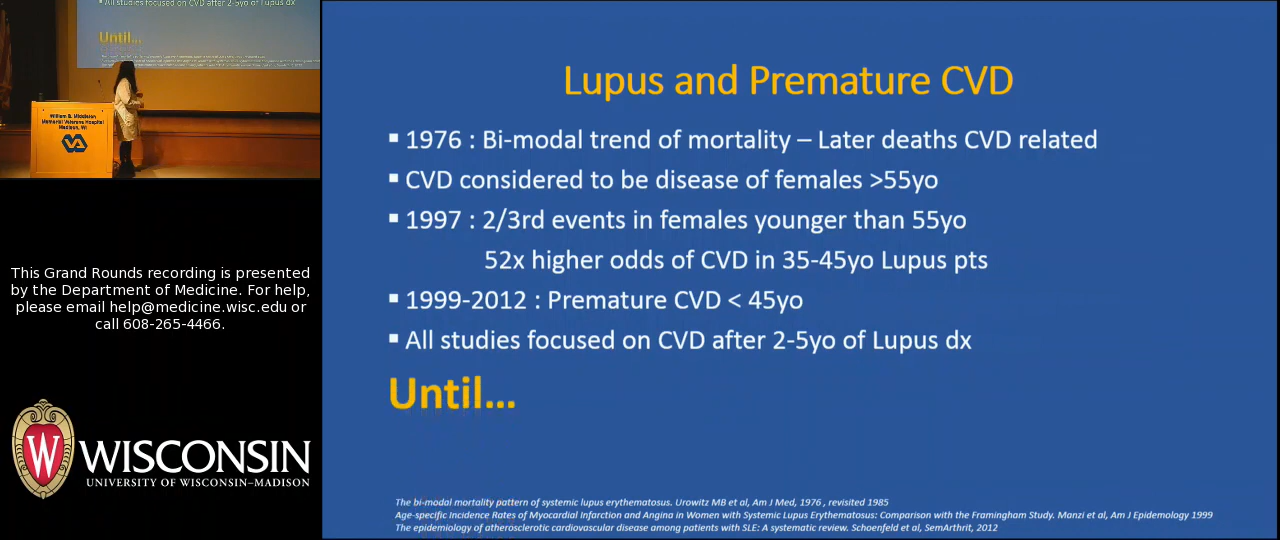 All studies focused on CVD after 2-5yo of Lupus dx
Until...
William S. Middleton
Memorial Veterans Hospital
Madison, WI
VA
This Grand Rounds recording is presented
by the Department of Medicine. For help,
please email help@medicine.wisc.edu or
call 608-265-4466.
W
WISCONSIN
UNIVERSITY OF WISCONSIN–MADISON
Lupus and Premature CVD
▪ 1976 : Bi-modal trend of mortality – Later deaths CVD related
▪ CVD considered to be disease of females >55yo
▪ 1997 : 2/3rd events in females younger than 55yo
52x higher odds of CVD in 35-45yo Lupus pts
▪ 1999-2012 : Premature CVD < 45yo
▪ All studies focused on CVD after 2-5yo of Lupus dx
Until...
The bi-modal mortality pattern of systemic lupus erythematosus. Urowitz MB et al, Am J Med, 1976 , revisited 1985
Age-specific Incidence Rates of Myocardial Infarction and Angina in Women with Systemic Lupus Erythematosus: Comparison with the Framingham Study. Manzi et al, Am J Epidemiology 1999
The epidemiology of atherosclerotic cardiovascular disease among patients with SLE: A systematic review. Schoenfeld et al, SemArthrit, 2012